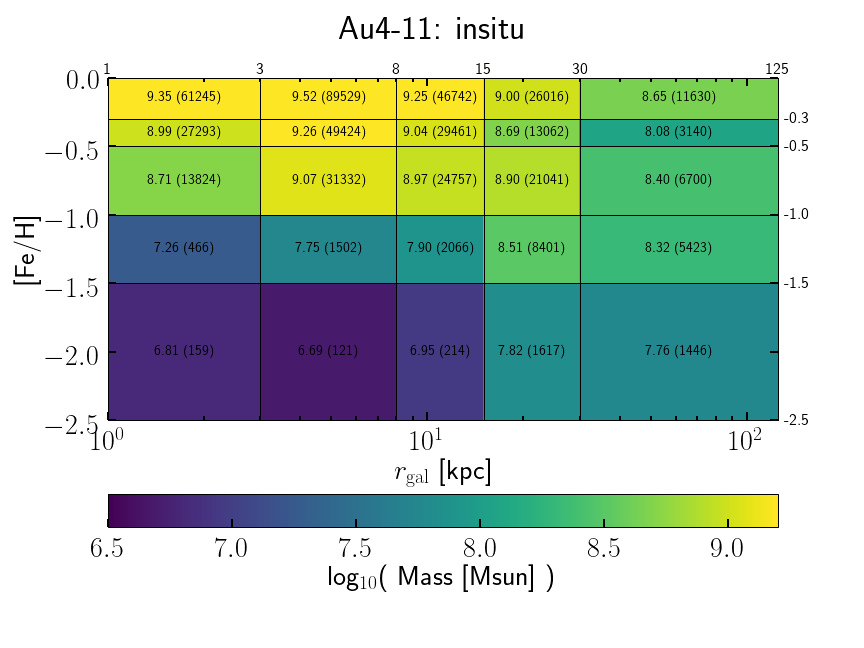 Au4-11: insitu
1 3 8 15 30 125
0.0 9.35 (61245) 9.52 (89529) 9.25 (46742) 9.00 (26016) 8.65 (11630)
-0.3
8.99 (27293) 9.26 (49424) 9.04 (29461) 8.69 (13062) 8.08 (3140)
−0.5 -0.5
8.71 (13824) 9.07 (31332) 8.97 (24757) 8.90 (21041) 8.40 (6700)
−1.0 -1.0
[Fe/H]
7.26 (466) 7.75 (1502) 7.90 (2066) 8.51 (8401) 8.32 (5423)
−1.5 -1.5
−2.0 6.81 (159) 6.69 (121) 6.95 (214) 7.82 (1617) 7.76 (1446)
−2.5 -2.5
10⁰ 10¹ 10²
r_gal [kpc]
6.5 7.0 7.5 8.0 8.5 9.0
log₁₀( Mass [Msun] )